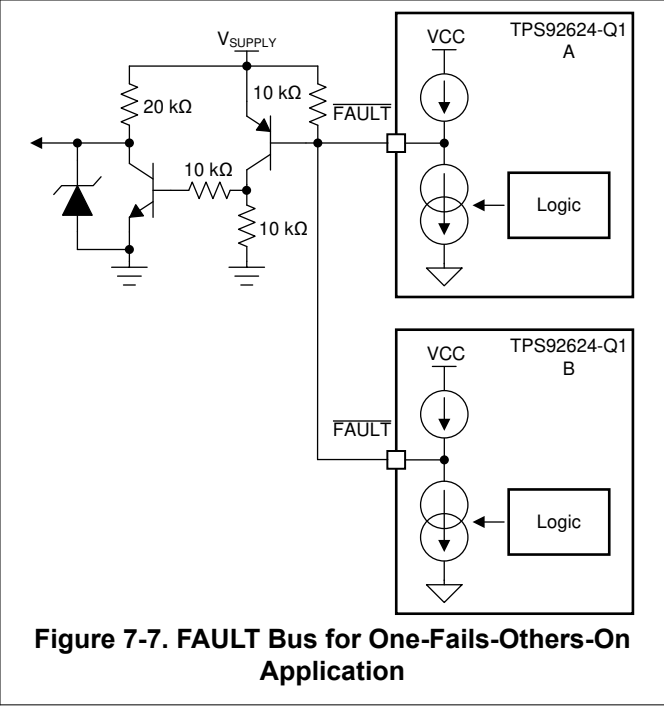 V_SUPPLY
20 kΩ
10 kΩ
10 kΩ
10 kΩ
FAULT
VCC
TPS92624-Q1
A
Logic
VCC
TPS92624-Q1
B
FAULT
Logic
Figure 7-7. FAULT Bus for One-Fails-Others-On
Application